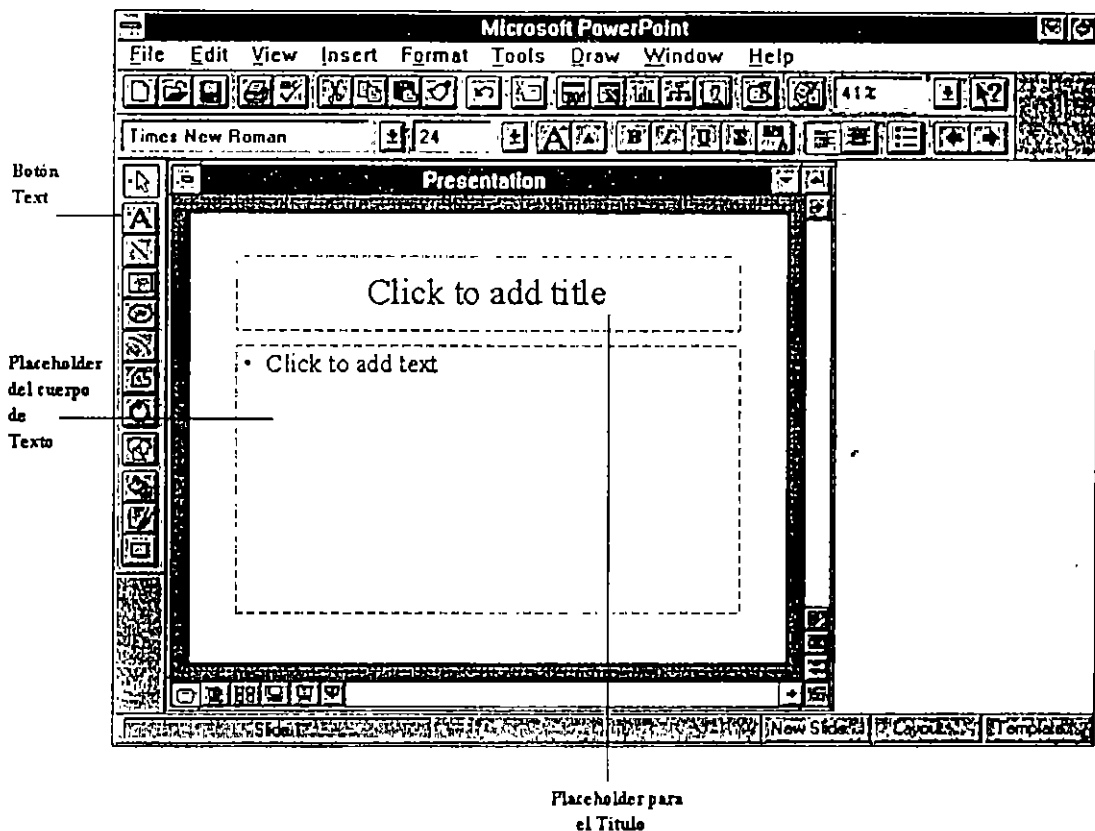 Microsoft PowerPoint
File Edit View Insert Format Tools Draw Window Help
41%
Times New Roman 24
Botón
Text
Presentation
Click to add title
Placeholder
del cuerpo
de
Texto
• Click to add text
Slide New Slide Layout Template
Placeholder para
el Titulo